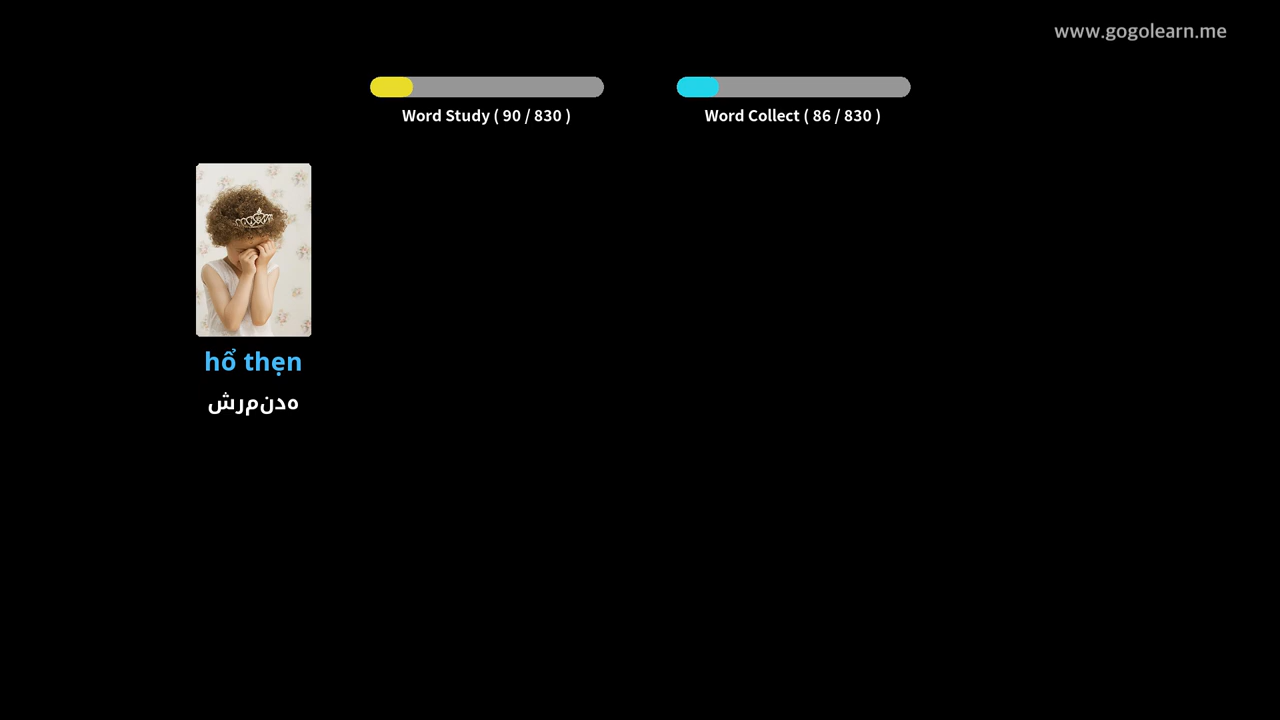 www.gogolearn.me
Word Study ( 90 / 830 )
Word Collect ( 86 / 830 )
hổ thẹn
شرمنده